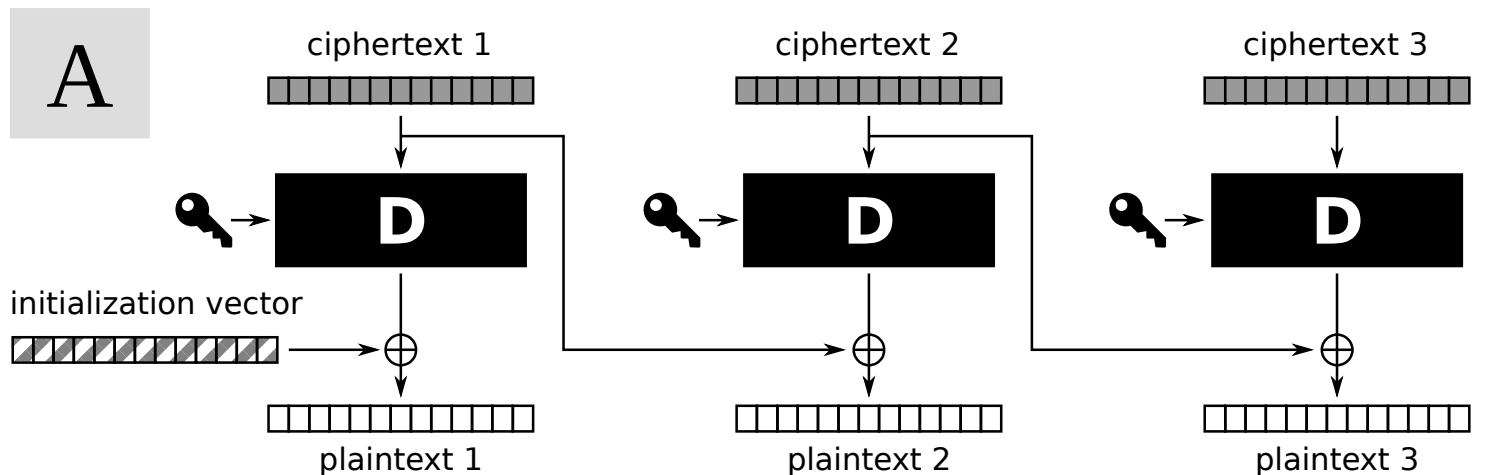 A
ciphertext 1
ciphertext 2
ciphertext 3
D
D
D
initialization vector
plaintext 1
plaintext 2
plaintext 3